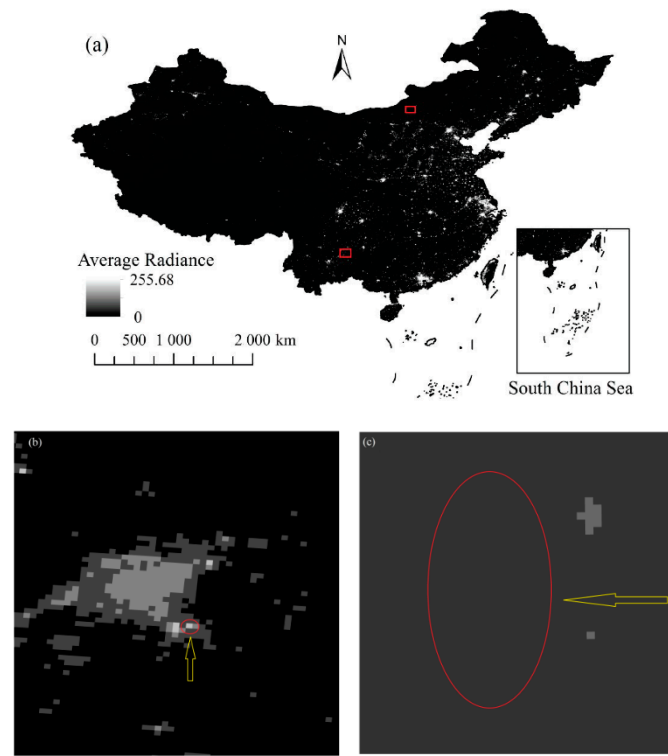 (a)
N
Average Radiance
255.68
0
0 500 1 000 2 000 km
South China Sea
(b)
(c)